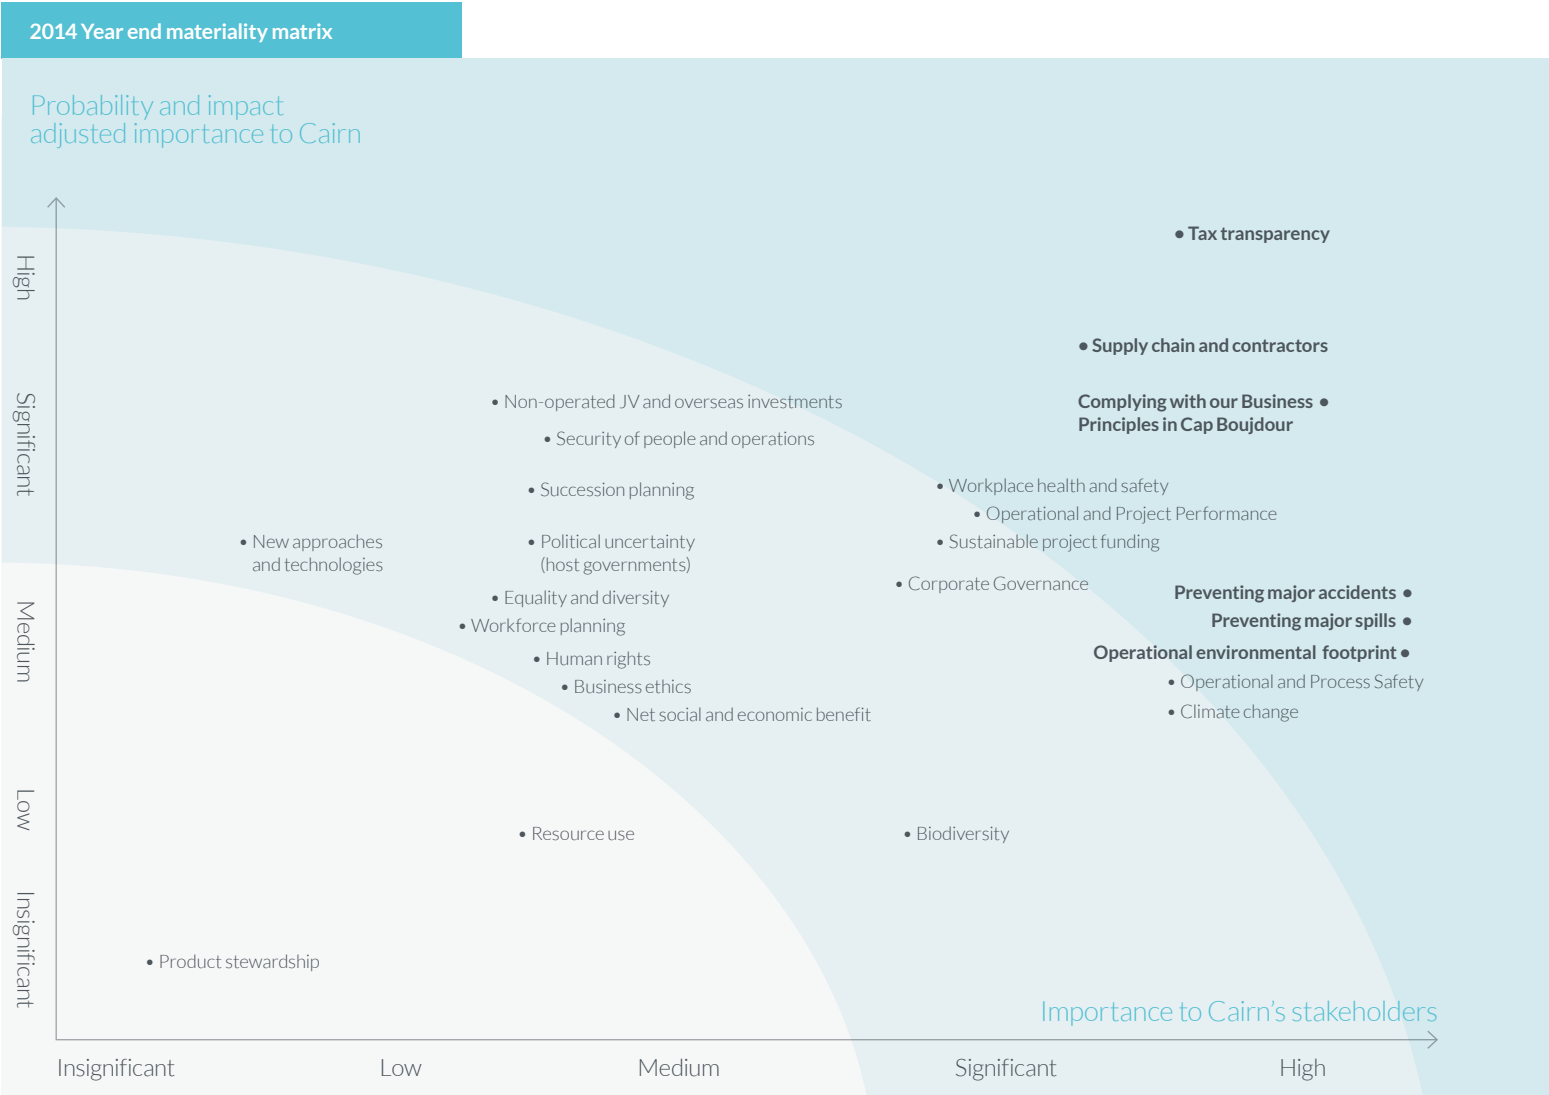 2014 Year end materiality matrix
Probability and impact
adjusted importance to Cairn
High
Significant
Medium
Low
Insignificant
• Tax transparency
• Supply chain and contractors
• Non-operated JV and overseas investments
Complying with our Business •
Principles in Cap Boujdour
• Security of people and operations
• Succession planning
• Workplace health and safety
• Operational and Project Performance
• New approaches
and technologies
• Political uncertainty
(host governments)
• Sustainable project funding
• Corporate Governance
Preventing major accidents •
• Equality and diversity
Preventing major spills •
• Workforce planning
Operational environmental footprint •
• Human rights
• Operational and Process Safety
• Business ethics
• Climate change
• Net social and economic benefit
• Resource use
• Biodiversity
• Product stewardship
Importance to Cairn’s stakeholders
Insignificant
Low
Medium
Significant
High